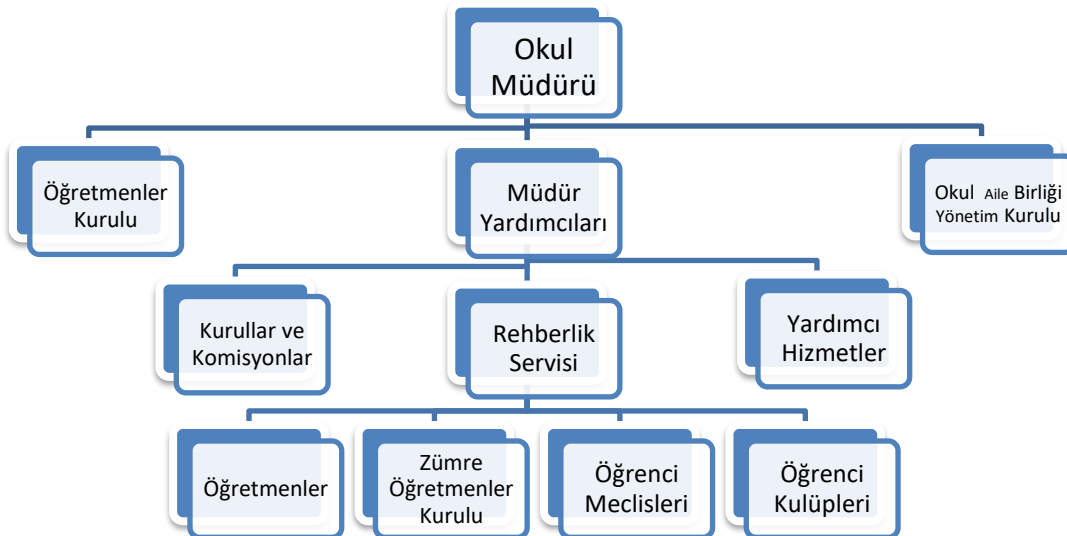 Okul
Müdürü
Öğretmenler
Kurulu
Müdür
Yardımcıları
Okul Aile Birliği
Yönetim Kurulu
Kurullar ve
Komisyonlar
Rehberlik
Servisi
Yardımcı
Hizmetler
Öğretmenler
Zümre
Öğretmenler
Kurulu
Öğrenci
Meclisleri
Öğrenci
Kulüpleri